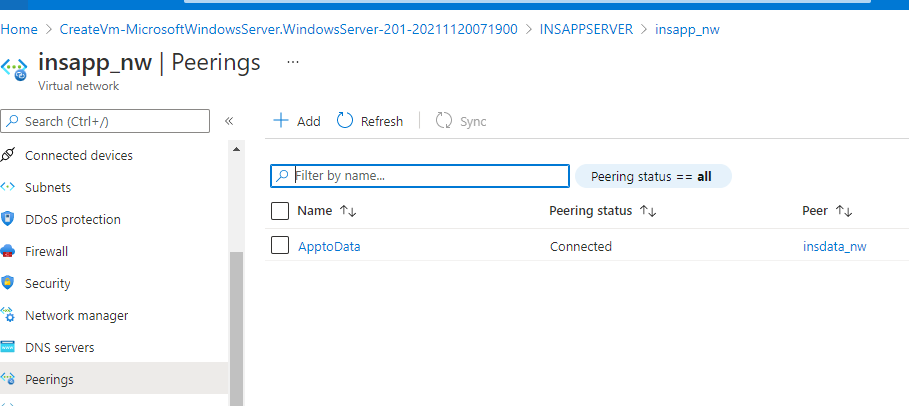 Home > CreateVm-MicrosoftWindowsServer.WindowsServer-201-20211120071900 > INSAPPSERVER > insapp_nw
insapp_nw | Peerings ...
Virtual network
Search (Ctrl+/) «
Add Refresh Sync
Connected devices
Subnets
DDoS protection
Firewall
Security
Network manager
DNS servers
Peerings
Filter by name... Peering status == all
Name ↑↓ Peering status ↑↓ Peer ↑↓
ApptoData Connected insdata_nw